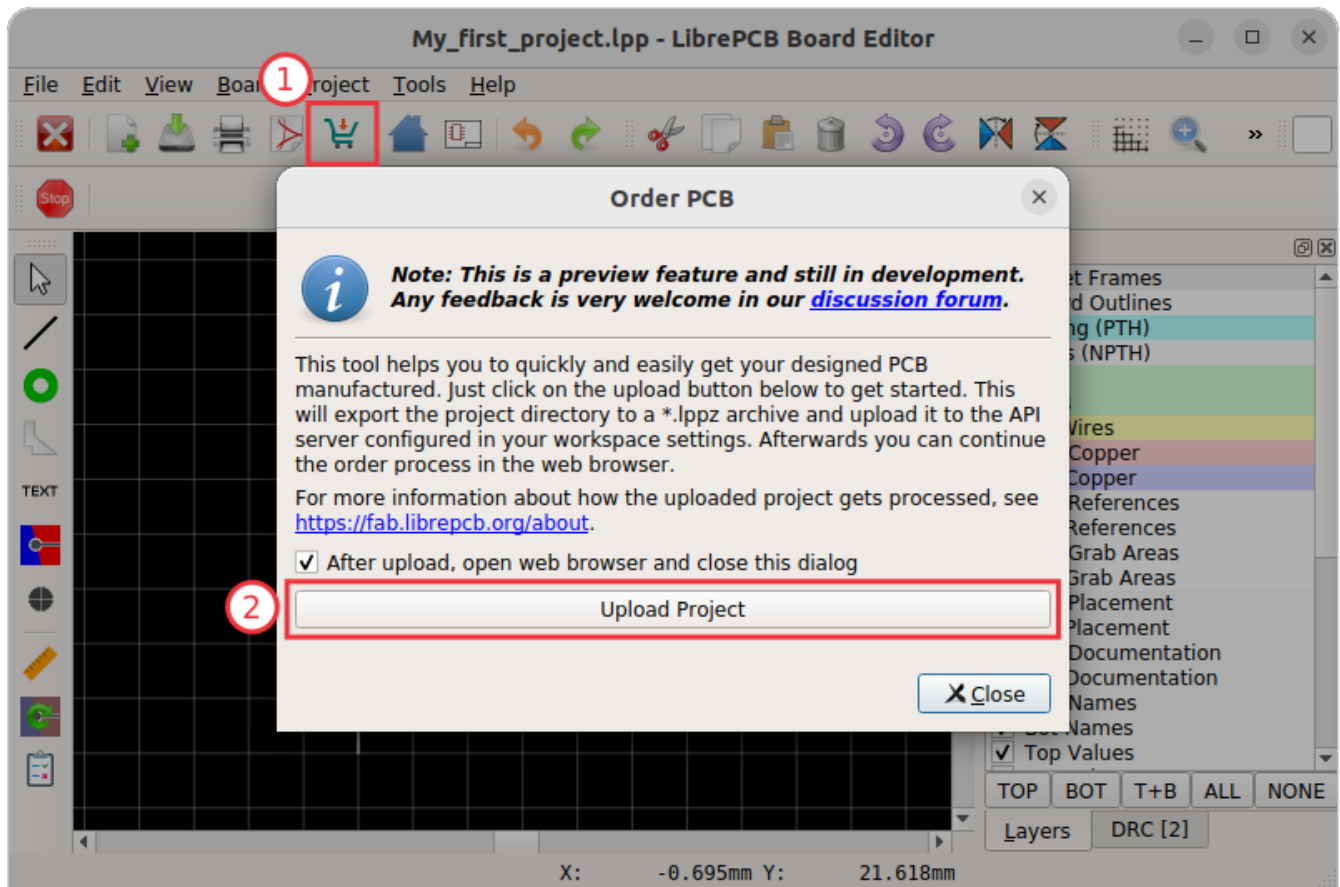 My_first_project.lpp - LibrePCB Board Editor
1
File Edit View Boar roject Tools Help
»
Stop
Order PCB
Note: This is a preview feature and still in development.
Any feedback is very welcome in our discussion forum.
This tool helps you to quickly and easily get your designed PCB
manufactured. Just click on the upload button below to get started. This
will export the project directory to a *.lppz archive and upload it to the API
server configured in your workspace settings. Afterwards you can continue
the order process in the web browser.
For more information about how the uploaded project gets processed, see
https://fab.librepcb.org/about.
After upload, open web browser and close this dialog
2
Upload Project
Close
TEXT
et Frames
rd Outlines
ng (PTH)
s (NPTH)
Wires
Copper
Copper
References
References
Grab Areas
Grab Areas
Placement
Placement
Documentation
Documentation
Names
Bot Names
Top Values
TOP BOT T+B ALL NONE
Layers DRC [2]
X: -0.695mm Y: 21.618mm